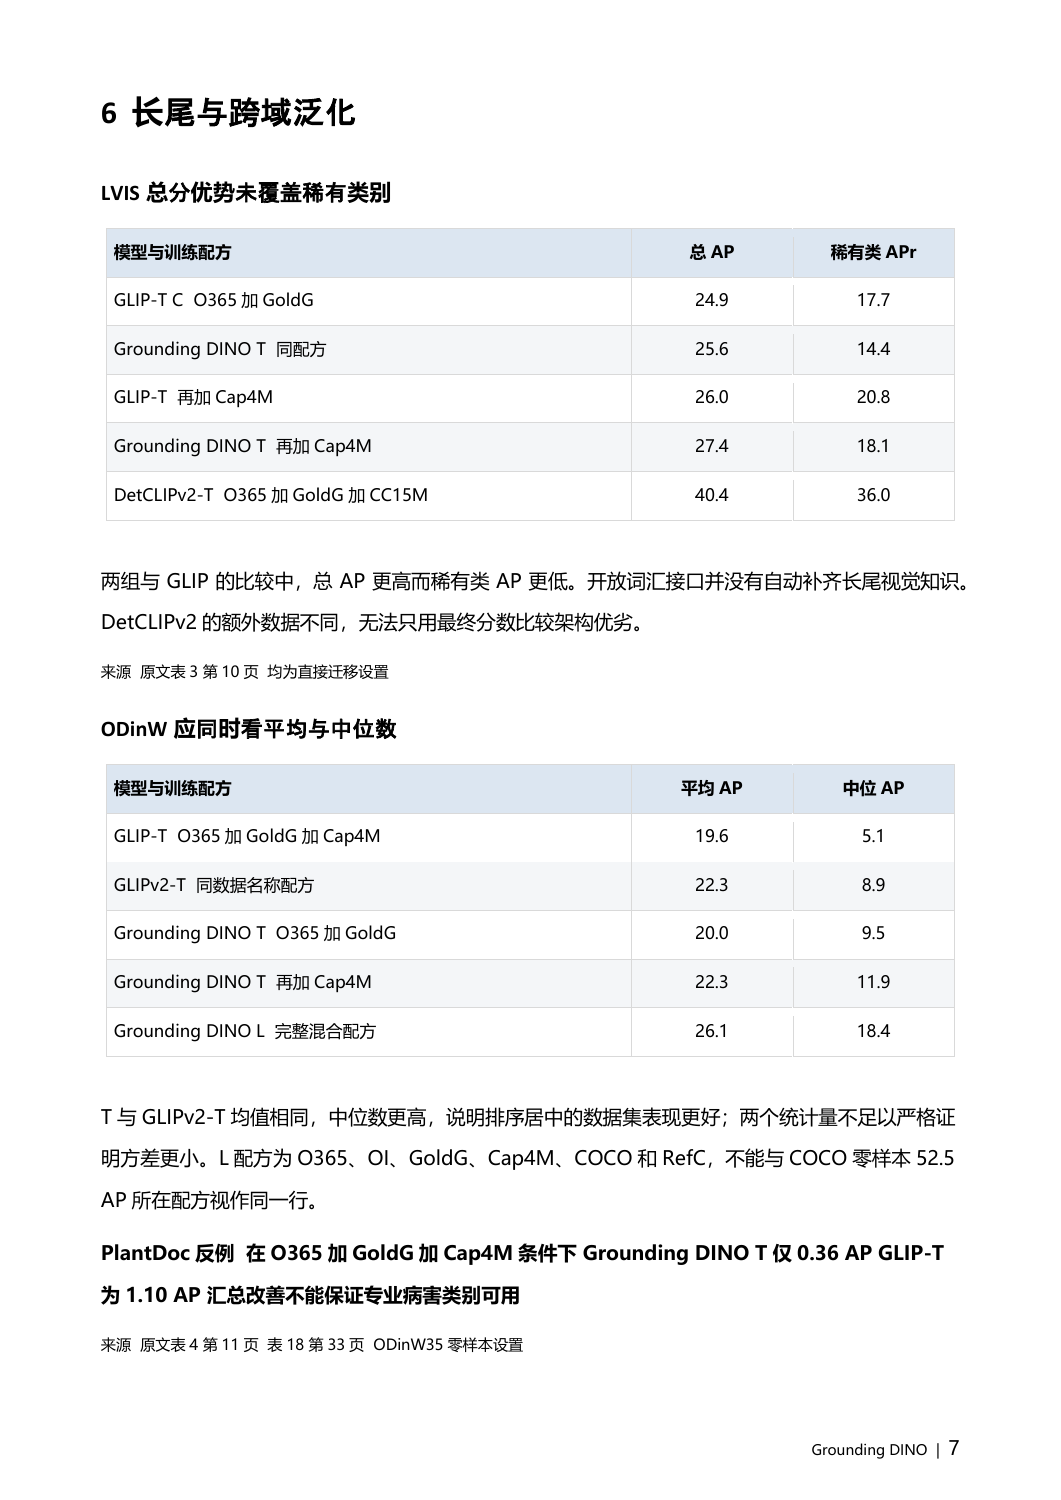 6 长尾与跨域泛化
LVIS 总分优势未覆盖稀有类别
模型与训练配方 总 AP 稀有类 APr
GLIP-T C O365 加 GoldG 24.9 17.7
Grounding DINO T 同配方 25.6 14.4
GLIP-T 再加 Cap4M 26.0 20.8
Grounding DINO T 再加 Cap4M 27.4 18.1
DetCLIPv2-T O365 加 GoldG 加 CC15M 40.4 36.0
两组与 GLIP 的比较中，总 AP 更高而稀有类 AP 更低。开放词汇接口并没有自动补齐长尾视觉知识。
DetCLIPv2 的额外数据不同，无法只用最终分数比较架构优劣。
来源 原文表 3 第 10 页 均为直接迁移设置
ODinW 应同时看平均与中位数
模型与训练配方 平均 AP 中位 AP
GLIP-T O365 加 GoldG 加 Cap4M 19.6 5.1
GLIPv2-T 同数据名称配方 22.3 8.9
Grounding DINO T O365 加 GoldG 20.0 9.5
Grounding DINO T 再加 Cap4M 22.3 11.9
Grounding DINO L 完整混合配方 26.1 18.4
T 与 GLIPv2-T 均值相同，中位数更高，说明排序居中的数据集表现更好；两个统计量不足以严格证
明方差更小。L 配方为 O365、OI、GoldG、Cap4M、COCO 和 RefC，不能与 COCO 零样本 52.5
AP 所在配方视作同一行。
PlantDoc 反例 在 O365 加 GoldG 加 Cap4M 条件下 Grounding DINO T 仅 0.36 AP GLIP-T
为 1.10 AP 汇总改善不能保证专业病害类别可用
来源 原文表 4 第 11 页 表 18 第 33 页 ODinW35 零样本设置
Grounding DINO | 7